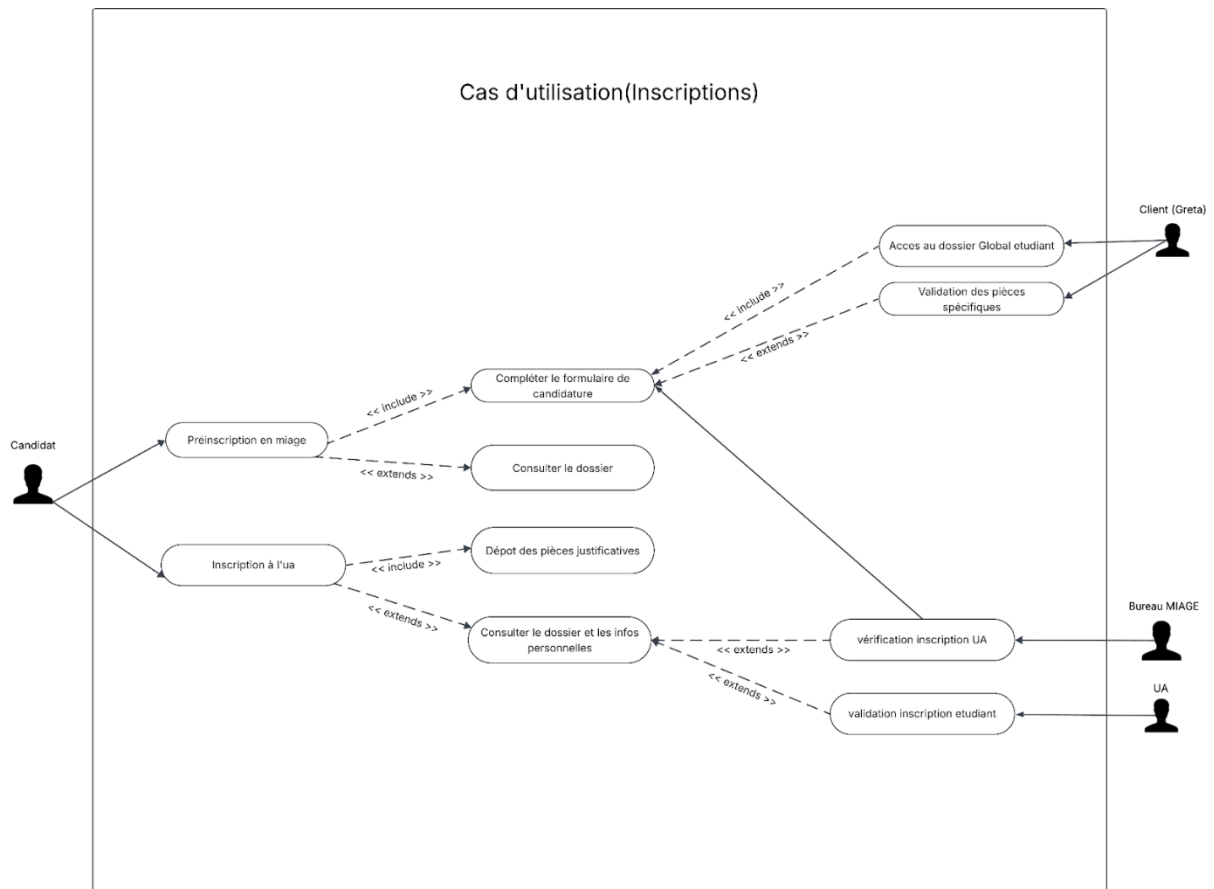 Cas d'utilisation(Inscriptions)
Client (Greta)
Acces au dossier Global etudiant
Validation des pièces
spécifiques
<< include >>
<< extends >>
Compléter le formulaire de
candidature
<< include >>
Candidat
Préinscription en miage
<< extends >>
Consulter le dossier
Inscription à l'ua
<< include >>
Dépot des pièces justificatives
<< extends >>
Consulter le dossier et les infos
personnelles
<< extends >>
vérification inscription UA
Bureau MIAGE
<< extends >>
validation inscription etudiant
UA